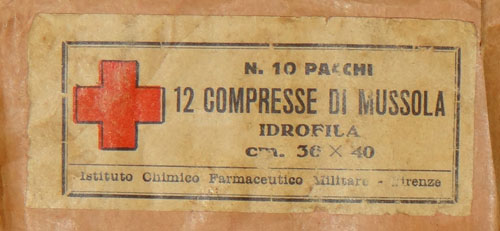 N. 10 PACCHI
12 COMPRESSE DI MUSSOLA
IDROFILA
cm. 36 × 40
Istituto Chimico Farmaceutico Militare - Firenze